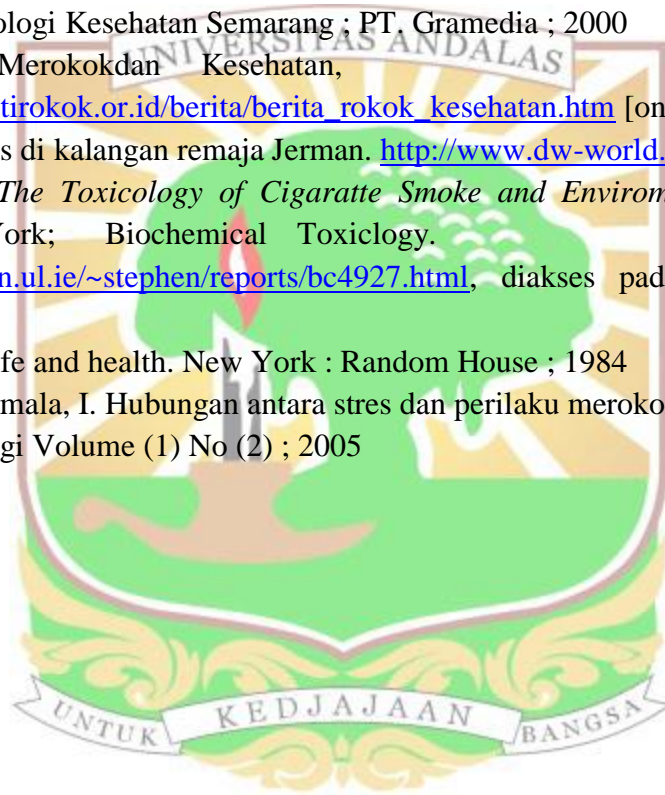 ologi Kesehatan Semarang ; PT. Gramedia ; 2000
UNIVERSITAS ANDALAS
Merokokdan Kesehatan,
tirokok.or.id/berita/berita_rokok_kesehatan.htm [on
s di kalangan remaja Jerman. http://www.dw-world.
The Toxicology of Cigaratte Smoke and Envirom
York; Biochemical Toxiclogy.
n.ul.ie/~stephen/reports/bc4927.html, diakses pad
ife and health. New York : Random House ; 1984
mala, I. Hubungan antara stres dan perilaku meroko
gi Volume (1) No (2) ; 2005
UNTUK KEDJAJAAN BANGSA